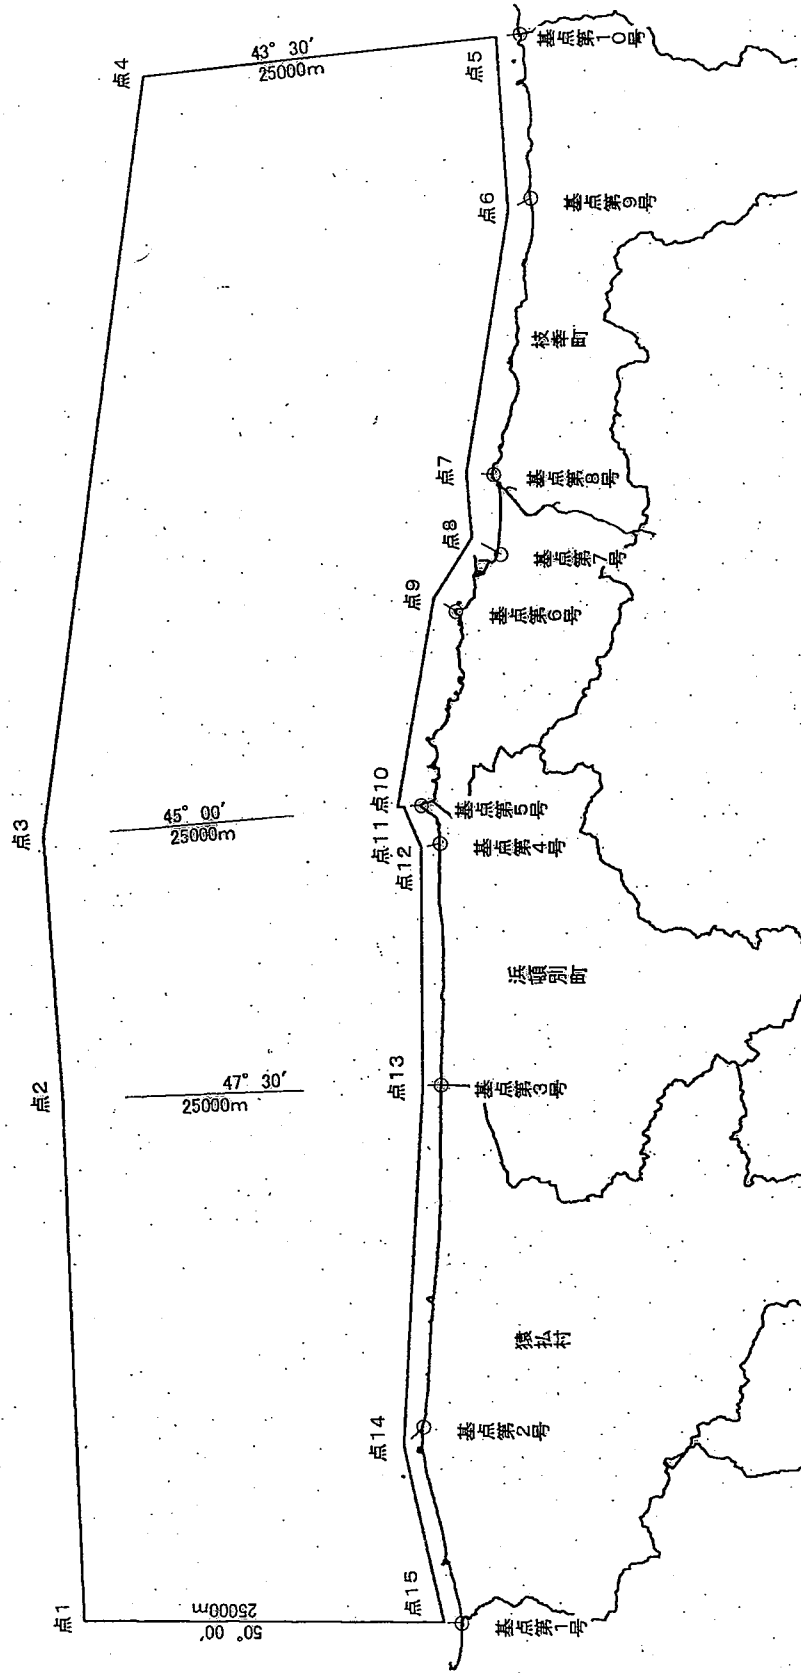 点1
点2
点3
点4
点5
点6
点7
点8
点9
点10
点11
点12
点13
点14
点15
50° 00′
25000m
47° 30′
25000m
45° 00′
25000m
43° 30′
25000m
基点第1号
基点第2号
基点第3号
基点第4号
基点第5号
基点第6号
基点第7号
基点第8号
基点第9号
基点第10号
猿払村
浜頓別町
枝幸町